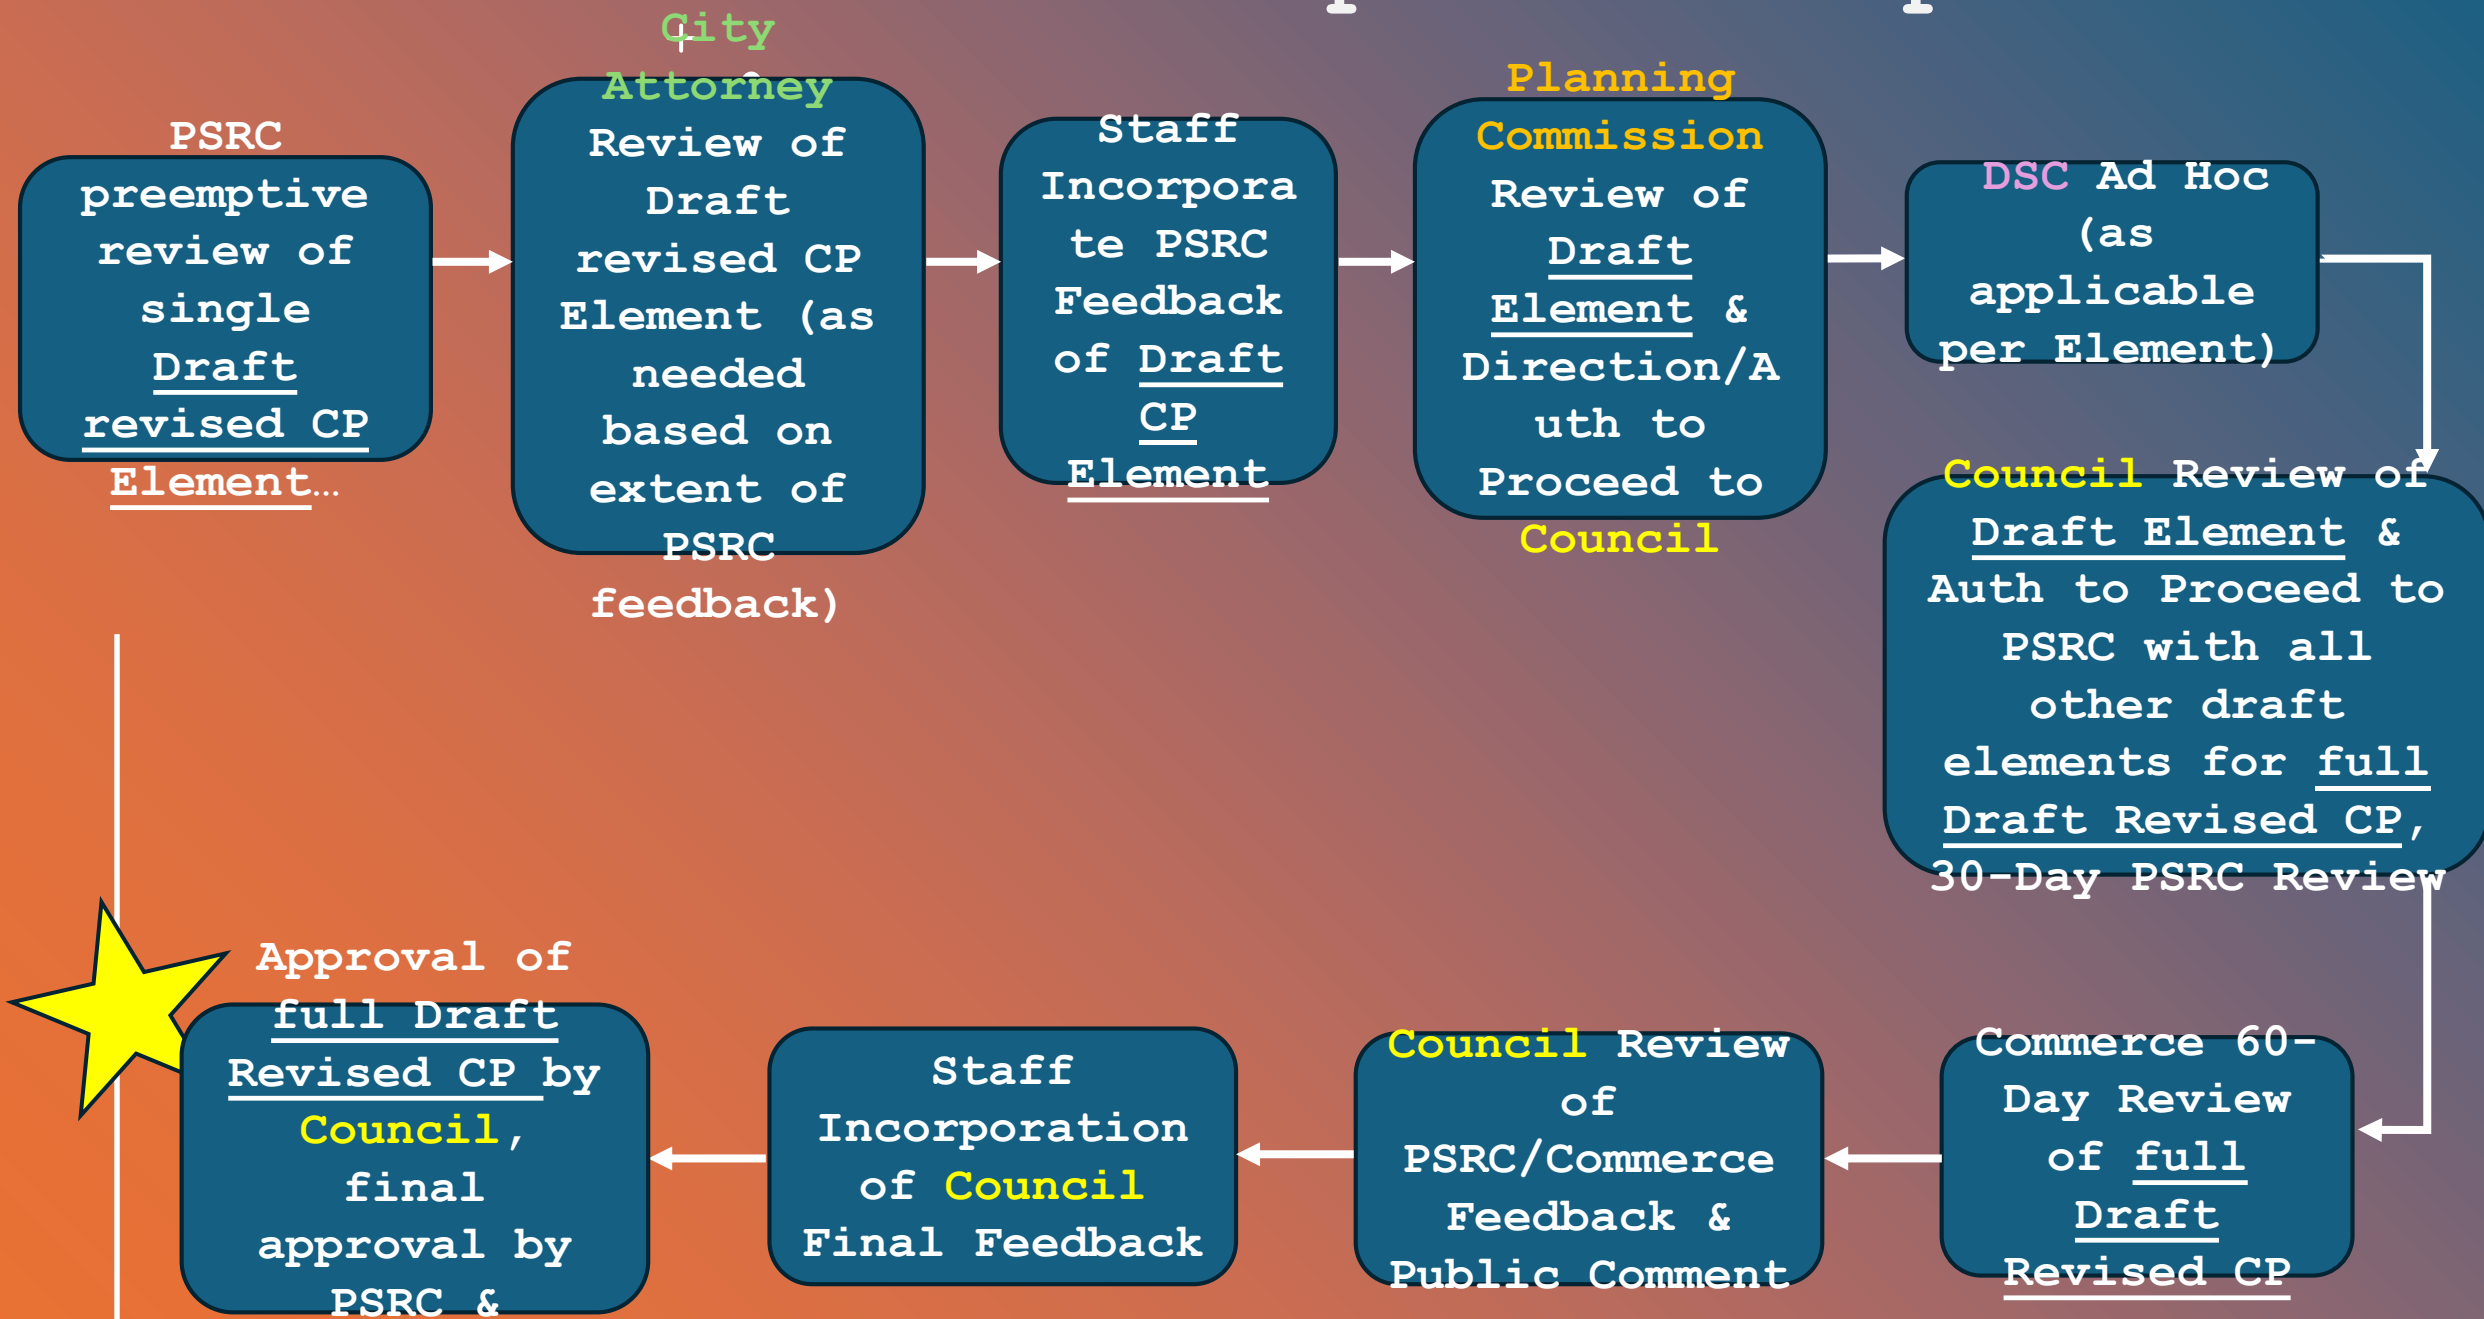 PSRC
preemptive
review of
single
Draft
revised CP
Element…
City
Attorney
Review of
Draft
revised CP
Element (as
needed
based on
extent of
PSRC
feedback)
Staff
Incorpora
te PSRC
Feedback
of Draft
CP
Element
Planning
Commission
Review of
Draft
Element &
Direction/A
uth to
Proceed to
Council
DSC Ad Hoc
(as
applicable
per Element)
Council Review of
Draft Element &
Auth to Proceed to
PSRC with all
other draft
elements for full
Draft Revised CP,
30-Day PSRC Review
Commerce 60-
Day Review
of full
Draft
Revised CP
Council Review
of
PSRC/Commerce
Feedback &
Public Comment
Staff
Incorporation
of Council
Final Feedback
Approval of
full Draft
Revised CP by
Council,
final
approval by
PSRC &